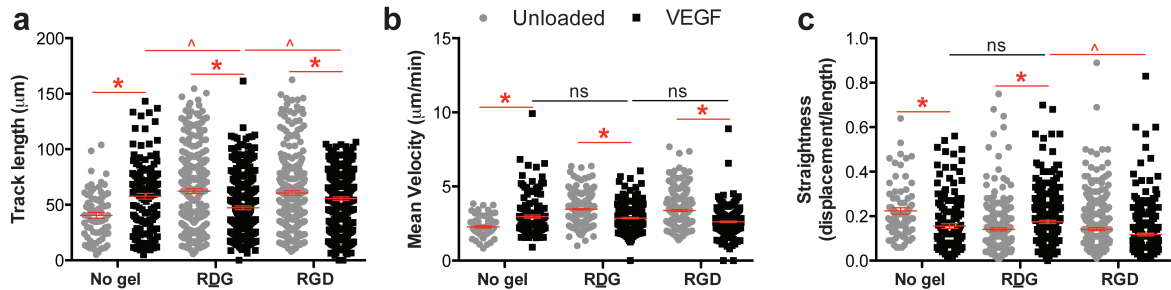 a
b
c
Unloaded
VEGF
Track length (μm)
200
150
100
50
0
*
^
*
^
*
No gel
RDG
RGD
Mean Velocity (μm/min)
15
10
5
0
*
ns
*
ns
*
No gel
RDG
RGD
Straightness
(displacement/length)
1.0
0.8
0.6
0.4
0.2
0.0
*
ns
*
^
No gel
RDG
RGD